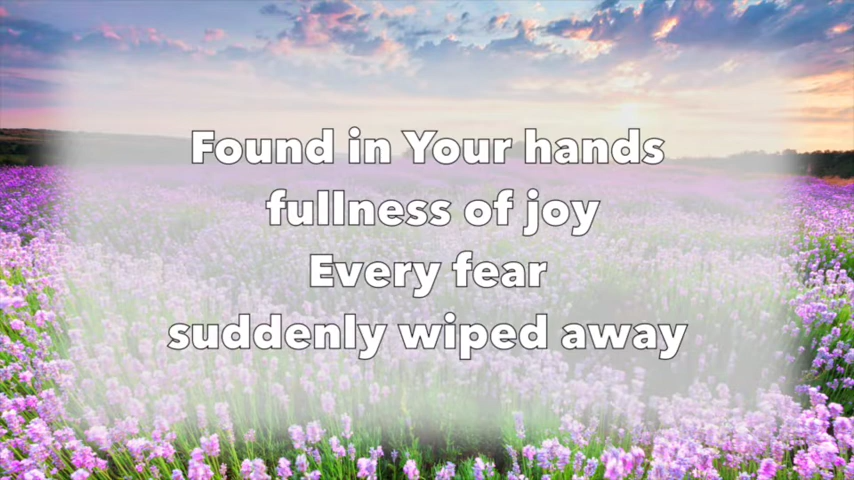 Found in Your hands
fullness of joy
Every fear
suddenly wiped away